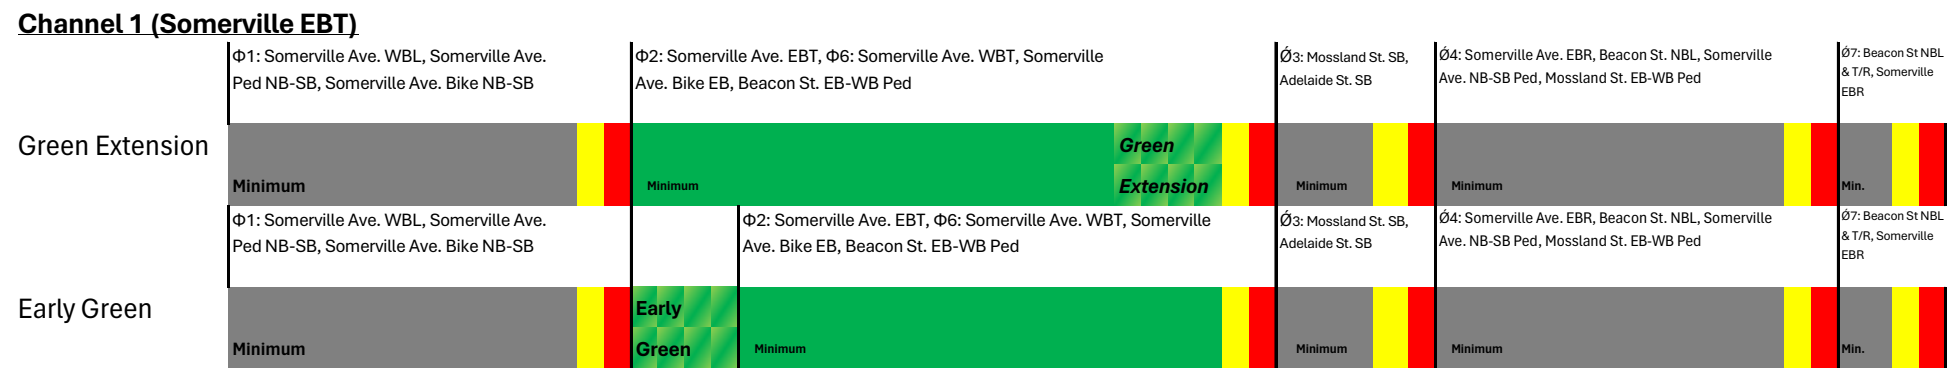 Channel 1 (Somerville EBT)
Φ1: Somerville Ave. WBL, Somerville Ave.
Ped NB-SB, Somerville Ave. Bike NB-SB
Φ2: Somerville Ave. EBT, Φ6: Somerville Ave. WBT, Somerville
Ave. Bike EB, Beacon St. EB-WB Ped
Ǿ3: Mossland St. SB,
Adelaide St. SB
Ǿ4: Somerville Ave. EBR, Beacon St. NBL, Somerville
Ave. NB-SB Ped, Mossland St. EB-WB Ped
Ǿ7: Beacon St NBL
& T/R, Somerville
EBR
Green Extension
Green
Extension
Minimum
Minimum
Minimum
Minimum
Min.
Φ1: Somerville Ave. WBL, Somerville Ave.
Ped NB-SB, Somerville Ave. Bike NB-SB
Φ2: Somerville Ave. EBT, Φ6: Somerville Ave. WBT, Somerville
Ave. Bike EB, Beacon St. EB-WB Ped
Ǿ3: Mossland St. SB,
Adelaide St. SB
Ǿ4: Somerville Ave. EBR, Beacon St. NBL, Somerville
Ave. NB-SB Ped, Mossland St. EB-WB Ped
Ǿ7: Beacon St NBL
& T/R, Somerville
EBR
Early Green
Early
Green
Minimum
Minimum
Minimum
Minimum
Min.